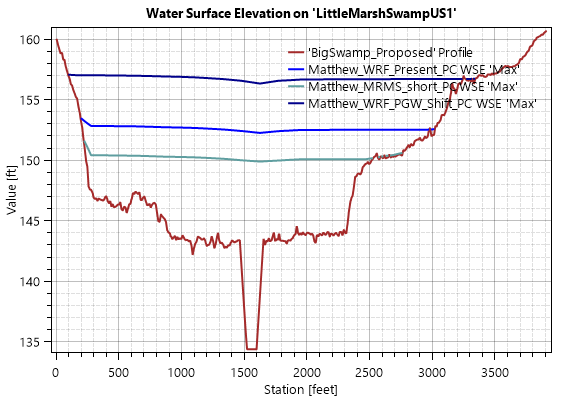 Water Surface Elevation on 'LittleMarshSwampUS1'
160
155
150
145
140
135
Value [ft]
'BigSwamp_Proposed' Profile
Matthew_WRF_Present_PC WSE 'Max'
Matthew_MRMS_short_PC WSE 'Max'
Matthew_WRF_PGW_Shift_PC WSE 'Max'
0 500 1000 1500 2000 2500 3000 3500
Station [feet]